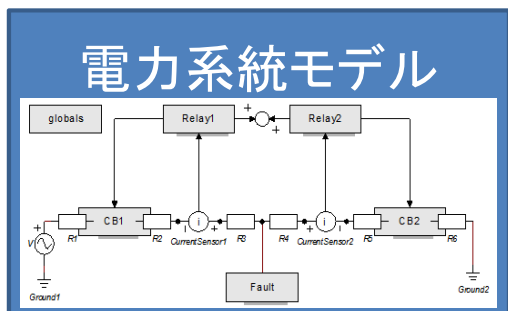 電力系統モデル
globals
Relay1
Relay2
+
+
CB1
CB2
+
V
R1
R2
i
+
CurrentSensor1
R3
R4
+
i
CurrentSensor2
R5
R6
Fault
Ground1
Ground2